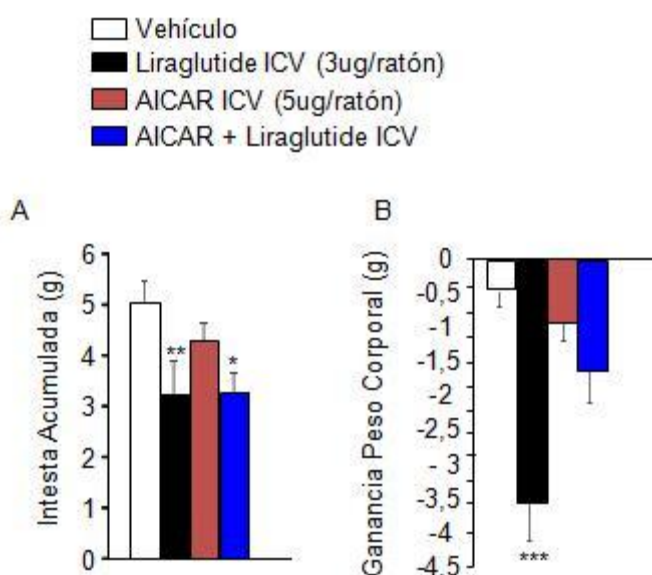 Vehículo
Liraglutide ICV (3ug/ratón)
AICAR ICV (5ug/ratón)
AICAR + Liraglutide ICV
A
B
Intesta Acumulada (g)
6
5
4
3
2
1
0
**
*
Ganancia Peso Corporal (g)
0
-0,5
-1
-1,5
-2
-2,5
- 3
-3,5
-4
-4,5
***